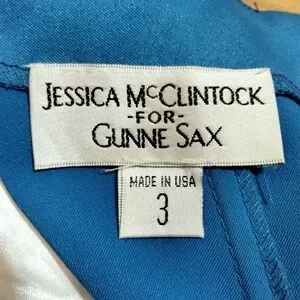 JESSICA McCLINTOCK
-FOR-
GUNNE SAX
MADE IN USA
3